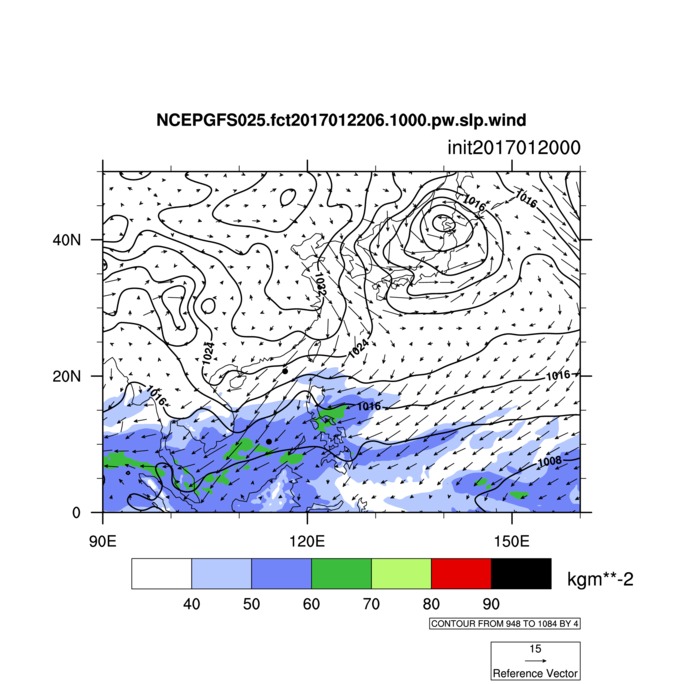 NCEPGFS025.fct2017012206.1000.pw.slp.wind
init2017012000
1016
1016
40N
1032
1024
1024
20N
1016
1016
1016
1008
0
90E
120E
150E
40
50
60
70
80
90
kgm**-2
CONTOUR FROM 948 TO 1084 BY 4
15
Reference Vector